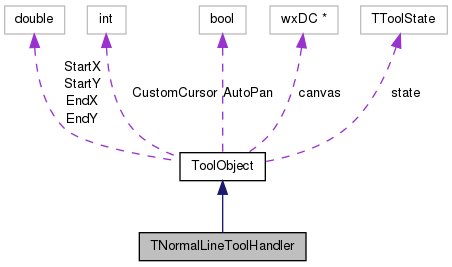 double
int
bool
wxDC *
TToolState
StartX
StartY
EndX
EndY
CustomCursor
AutoPan
canvas
state
ToolObject
TNormalLineToolHandler